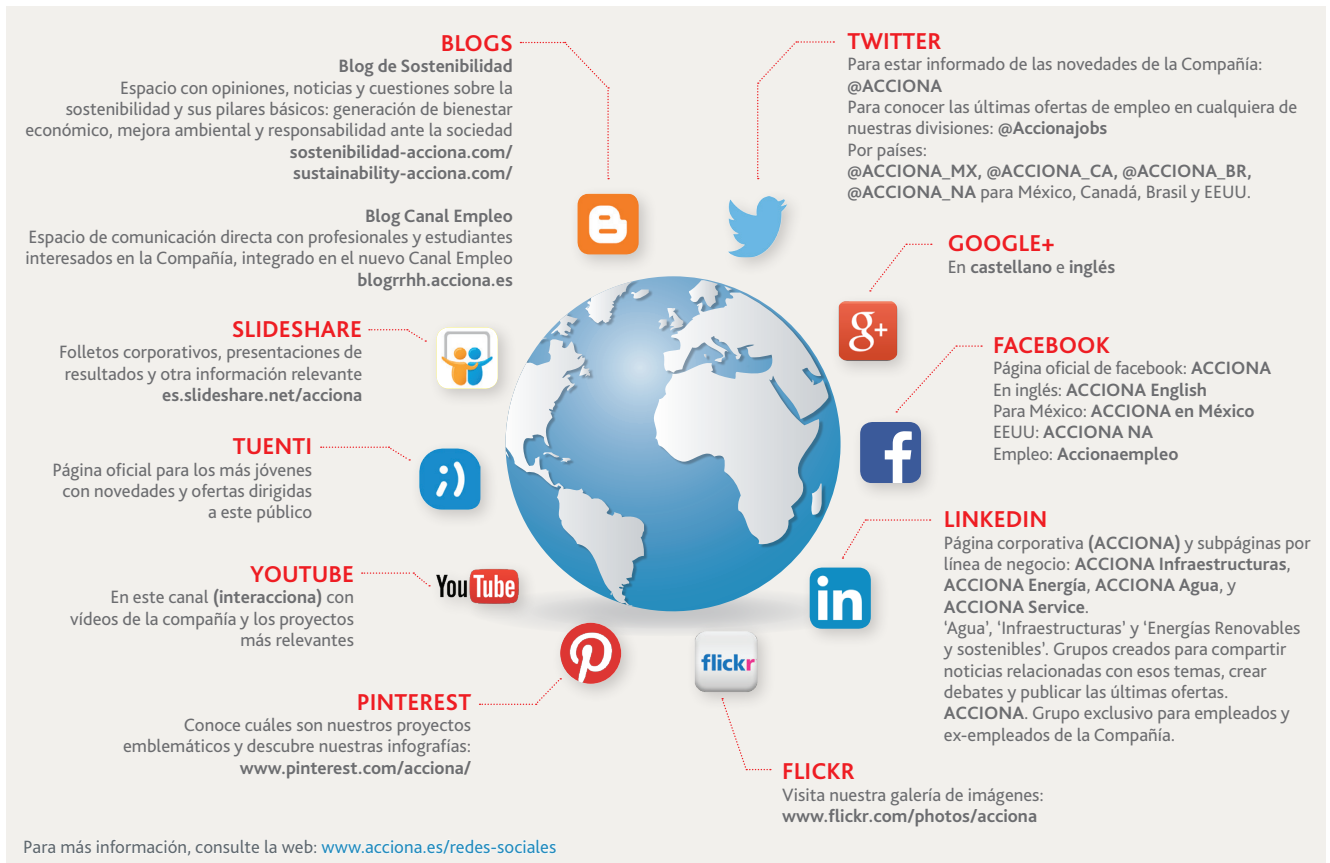 BLOGS
Blog de Sostenibilidad
Espacio con opiniones, noticias y cuestiones sobre la
sostenibilidad y sus pilares básicos: generación de bienestar
económico, mejora ambiental y responsabilidad ante la sociedad
sostenibilidad-acciona.com/
sustainability-acciona.com/
Blog Canal Empleo
Espacio de comunicación directa con profesionales y estudiantes
interesados en la Compañía, integrado en el nuevo Canal Empleo
blogrrhh.acciona.es
SLIDESHARE
Folletos corporativos, presentaciones de
resultados y otra información relevante
es.slideshare.net/acciona
TUENTI
Página oficial para los más jóvenes
con novedades y ofertas dirigidas
a este público
;)
YOUTUBE
En este canal (interacciona) con
vídeos de la compañía y los proyectos
más relevantes
You Tube
PINTEREST
Conoce cuáles son nuestros proyectos
emblemáticos y descubre nuestras infografías:
www.pinterest.com/acciona/
TWITTER
Para estar informado de las novedades de la Compañía:
@ACCIONA
Para conocer las últimas ofertas de empleo en cualquiera de
nuestras divisiones: @Accionajobs
Por países:
@ACCIONA_MX, @ACCIONA_CA, @ACCIONA_BR,
@ACCIONA_NA para México, Canadá, Brasil y EEUU.
GOOGLE+
En castellano e inglés
g+
FACEBOOK
Página oficial de facebook: ACCIONA
En inglés: ACCIONA English
Para México: ACCIONA en México
EEUU: ACCIONA NA
Empleo: Accionaempleo
f
LINKEDIN
Página corporativa (ACCIONA) y subpáginas por
línea de negocio: ACCIONA Infraestructuras,
ACCIONA Energía, ACCIONA Agua, y
ACCIONA Service.
‘Agua’, ‘Infraestructuras’ y ‘Energías Renovables
y sostenibles’. Grupos creados para compartir
noticias relacionadas con esos temas, crear
debates y publicar las últimas ofertas.
ACCIONA. Grupo exclusivo para empleados y
ex-empleados de la Compañía.
in
flickr
FLICKR
Visita nuestra galería de imágenes:
www.flickr.com/photos/acciona
Para más información, consulte la web: www.acciona.es/redes-sociales